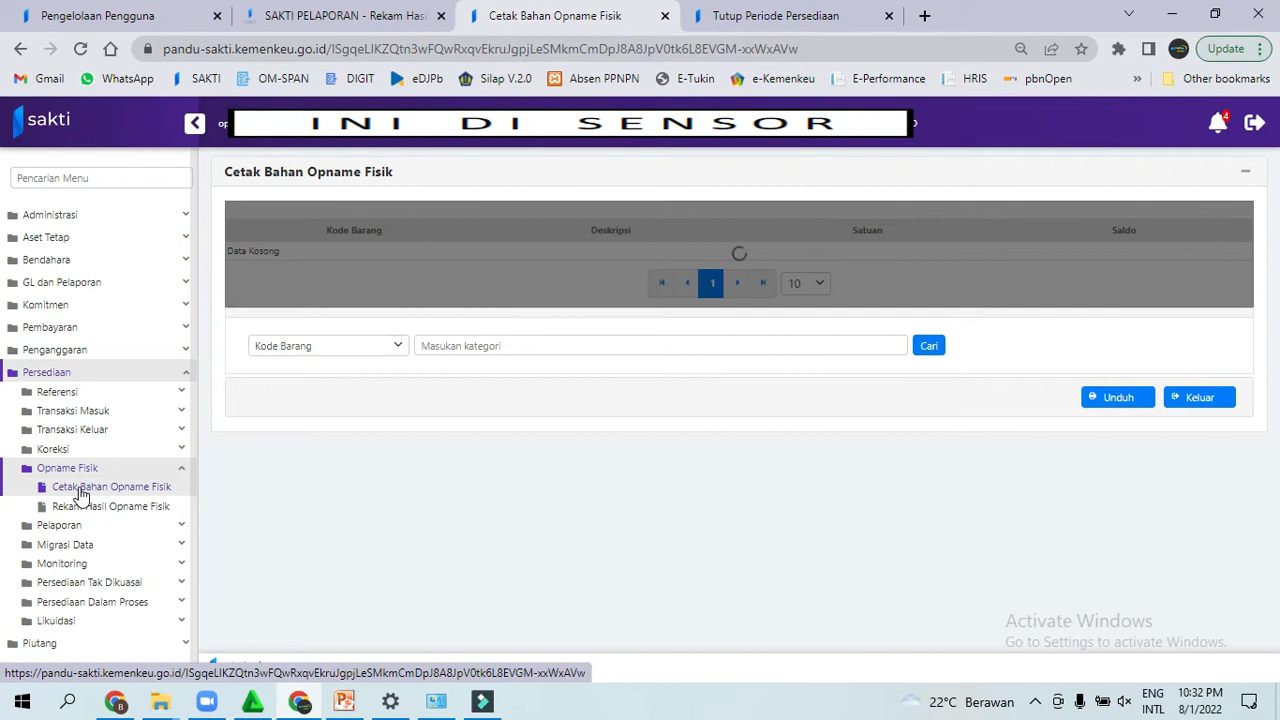 Pengelolaan Pengguna
SAKTI PELAPORAN - Rekam Hasi
Cetak Bahan Opname Fisik
Tutup Periode Persediaan
pandu-sakti.kemenkeu.go.id/ISgqeLIKZQtn3wFQwRxqvEkruJgpjLeSMkmCmDpJ8A8JpV0tk6L8EVGM-xxWxAVw
Update
Gmail
WhatsApp
SAKTI
OM-SPAN
DIGIT
eDJPb
Silap V.2.0
Absen PPNPN
E-Tukin
e-Kemenkeu
E-Performance
HRIS
pbnOpen
»
Other bookmarks
sakti
op
INI DI SENSOR
4
Pencarian Menu
Administrasi
Aset Tetap
Bendahara
GL dan Pelaporan
Komitmen
Pembayaran
Penganggaran
Persediaan
Referensi
Transaksi Masuk
Transaksi Keluar
Koreksi
Opname Fisik
Cetak Bahan Opname Fisik
Rekam Hasil Opname Fisik
Pelaporan
Migrasi Data
Monitoring
Persediaan Tak Dikuasai
Persediaan Dalam Proses
Likuidasi
Piutang
Cetak Bahan Opname Fisik
Kode Barang
Deskripsi
Satuan
Saldo
Data Kosong
1
10
Kode Barang
Masukan kategori
Cari
Unduh
Keluar
Activate Windows
Go to Settings to activate Windows.
https://pandu-sakti.kemenkeu.go.id/ISgqeLIKZQtn3wFQwRxqvEkruJgpjLeSMkmCmDpJ8A8JpV0tk6L8EVGM-xxWxAVw
22°C Berawan
ENG
INTL
10:32 PM
8/1/2022